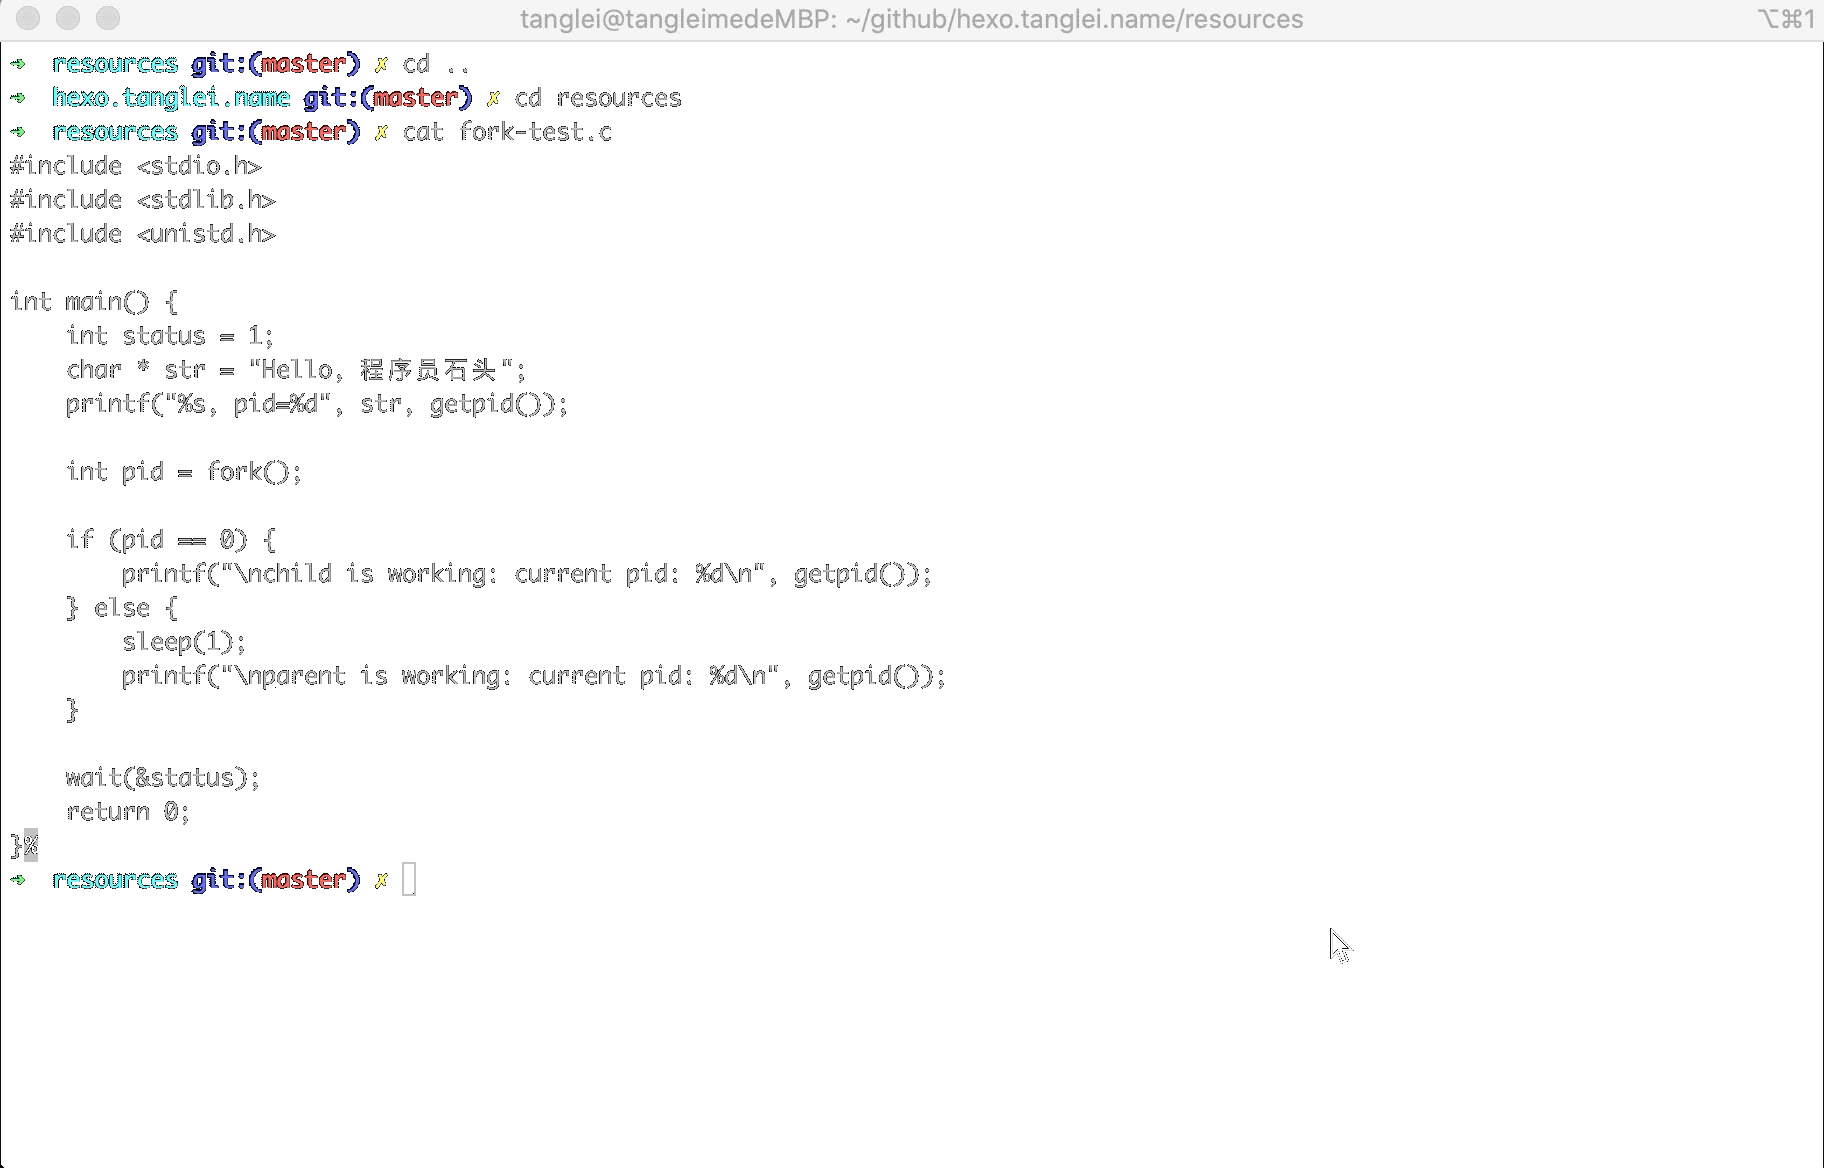 tanglei@tangleimedeMBP: ~/github/hexo.tanglei.name/resources ⌥⌘1
➜  resources git:(master) ✗ cd ..
➜  hexo.tanglei.name git:(master) ✗ cd resources
➜  resources git:(master) ✗ cat fork-test.c
#include <stdio.h>
#include <stdlib.h>
#include <unistd.h>

int main() {
    int status = 1;
    char * str = "Hello, 程序员石头";
    printf("%s, pid=%d", str, getpid());

    int pid = fork();

    if (pid == 0) {
        printf("\nchild is working: current pid: %d\n", getpid());
    } else {
        sleep(1);
        printf("\nparent is working: current pid: %d\n", getpid());
    }

    wait(&status);
    return 0;
}%
➜  resources git:(master) ✗